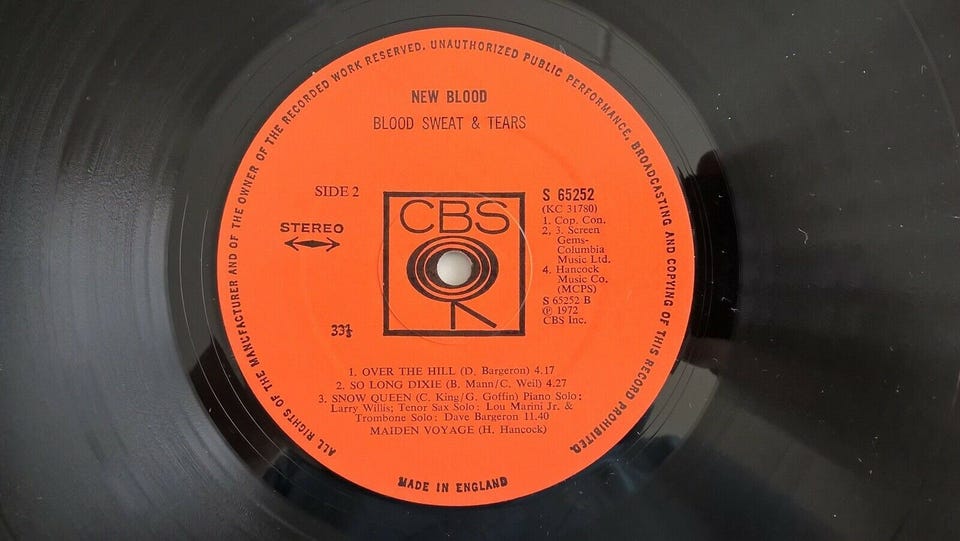 ALL RIGHTS OF THE MANUFACTURER AND OF THE OWNER OF THE RECORDED WORK RESERVED. UNAUTHORIZED PUBLIC PERFORMANCE, BROADCASTING AND COPYING OF THIS RECORD PROHIBITED.
NEW BLOOD
BLOOD SWEAT & TEARS
SIDE 2
STEREO
33⅓
CBS
S 65252
(KC 31780)
1. Cop. Con.
2, 3. Screen
Gems-
Columbia
Music Ltd.
4. Hancock
Music Co.
(MCPS)
S 65252 B
℗ 1972
CBS Inc.
1. OVER THE HILL (D. Bargeron) 4.17
2. SO LONG DIXIE (B. Mann/C. Weil) 4.27
3. SNOW QUEEN (C. King/G. Goffin) Piano Solo;
Larry Willis; Tenor Sax Solo; Lou Marini Jr. &
Trombone Solo; Dave Bargeron 11.40
MAIDEN VOYAGE (H. Hancock)
MADE IN ENGLAND